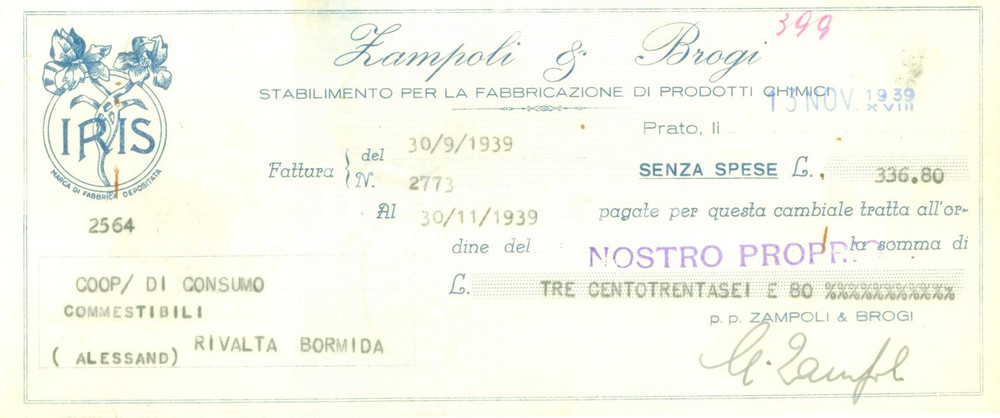 399
Zampoli & Brogi
STABILIMENTO PER LA FABBRICAZIONE DI PRODOTTI CHIMICI
13 NOV. 1939
XVIII
Prato, li
IRIS
MARCA DI FABBRICA DEPOSITATA
Fattura del 30/9/1939
N. 2773
SENZA SPESE L., 336.80
2564
Al 30/11/1939 pagate per questa cambiale tratta all'or-
dine del NOSTRO PROPRIO la somma di
L. TRE CENTOTRENTASEI E 80 %%%%%%%%%%
COOP/ DI CONSUMO
COMMESTIBILI
( ALESSAND) RIVALTA BORMIDA
p. p. ZAMPOLI & BROGI